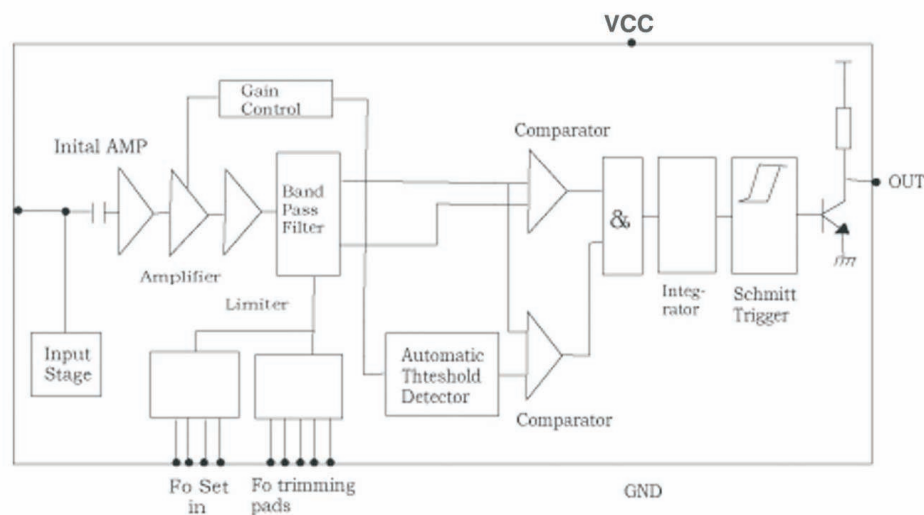 VCC
Gain
Control
Inital AMP
Comparator
OUT
Band
Pass
Filter
&
Amplifier
Limiter
Integ-
rator
Schmitt
Trigger
Input
Stage
Automatic
Thteshold
Detector
Comparator
Fo Set
in
Fo trimming
pads
GND